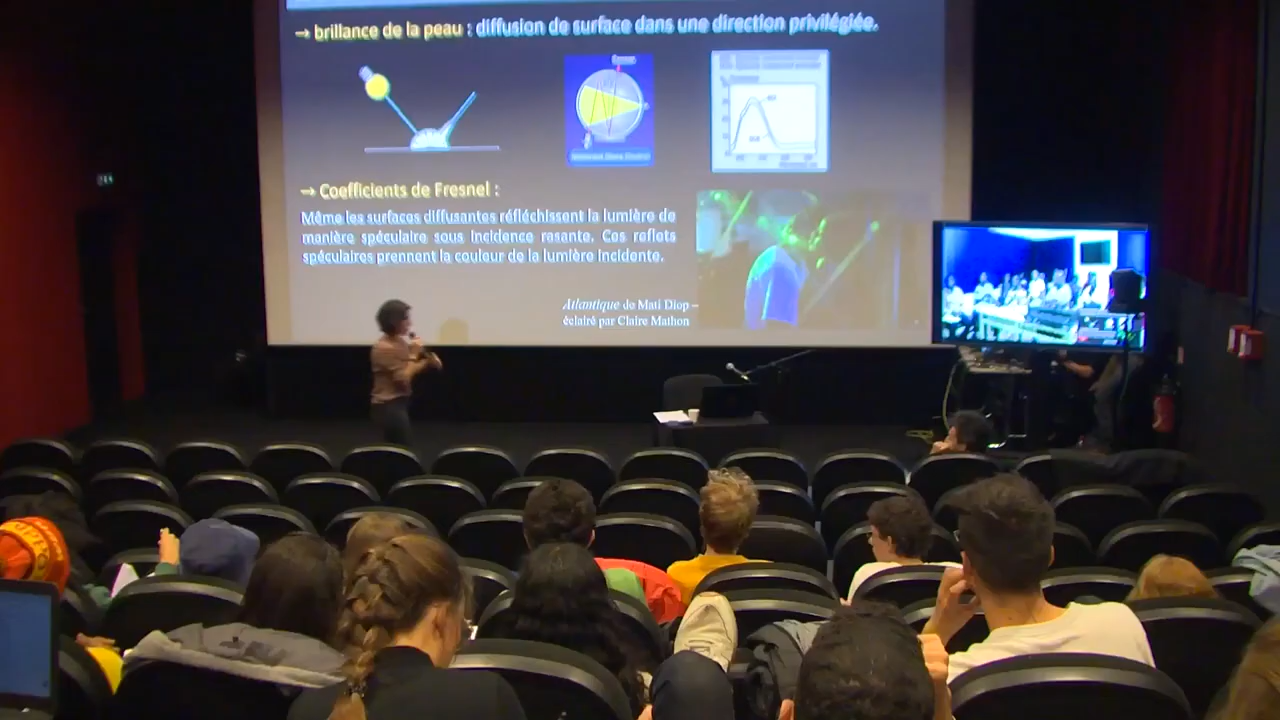 → brillance de la peau : diffusion de surface dans une direction privilégiée.
→ Coefficients de Fresnel :
Même les surfaces diffusantes réfléchissent la lumière de
manière spéculaire sous incidence rasante. Ces reflets
spéculaires prennent la couleur de la lumière incidente.
Atlantique de Mati Diop –
éclairé par Claire Mathon